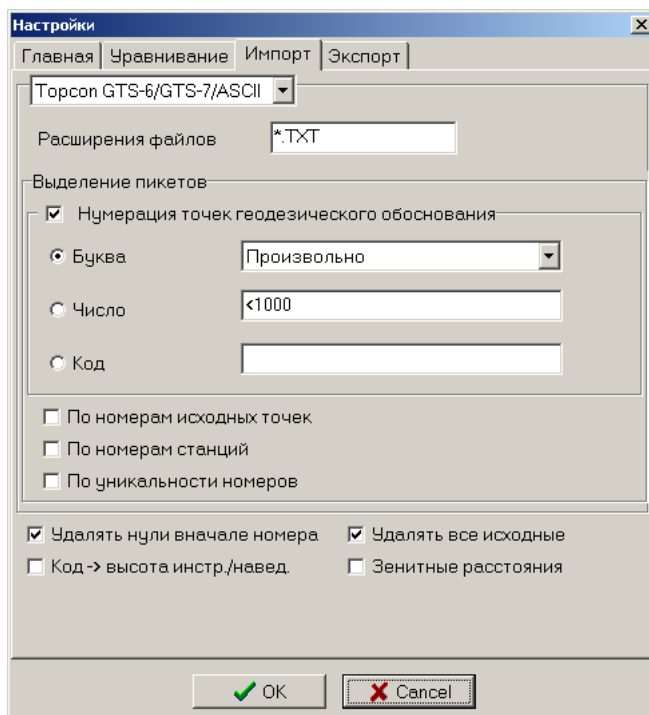 Настройки
Главная Уравнивание Импорт Экспорт
Topcon GTS-6/GTS-7/ASCII
Расширения файлов *.TXT
Выделение пикетов
Нумерация точек геодезического обоснования
Буква Произвольно
Число <1000
Код
По номерам исходных точек
По номерам станций
По уникальности номеров
Удалять нули вначале номера Удалять все исходные
Код -> высота инстр./навед. Зенитные расстояния
OK Cancel